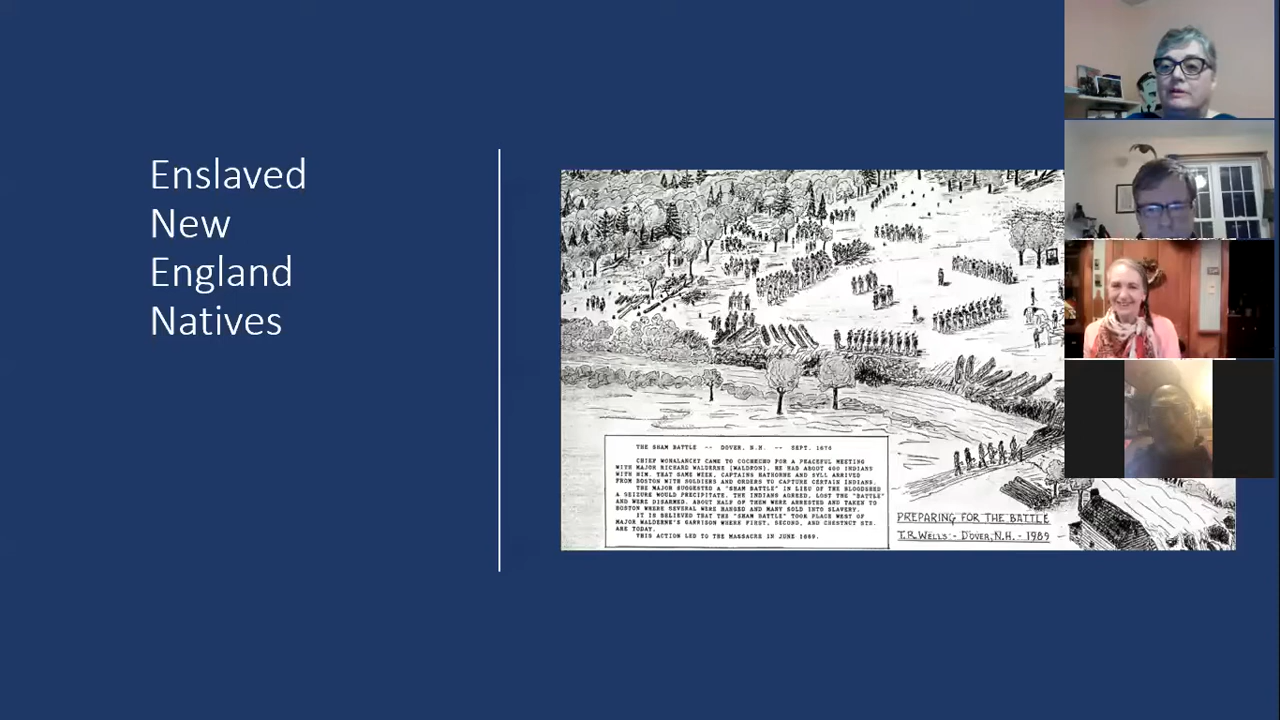 Enslaved
New
England
Natives
THE SHAM BATTLE -- DOVER, N.H. -- SEPT. 1676
CHIEF WONALANCET CAME TO COCHECHO FOR A PEACEFUL MEETING
WITH MAJOR RICHARD WALDERNE (WALDRON). HE HAD ABOUT 400 INDIANS
WITH HIM. THAT SAME WEEK, CAPTAINS HATHORNE AND SYLL ARRIVED
FROM BOSTON WITH SOLDIERS AND ORDERS TO CAPTURE CERTAIN INDIANS.
THE MAJOR SUGGESTED A "SHAM BATTLE" IN LIEU OF THE BLOODSHED
A SEIZURE WOULD PRECIPITATE. THE INDIANS AGREED, LOST THE "BATTLE"
AND WERE DISARMED. ABOUT HALF OF THEM WERE ARRESTED AND TAKEN TO
BOSTON WHERE SEVERAL WERE HANGED AND MANY SOLD INTO SLAVERY.
IT IS BELIEVED THAT THE "SHAM BATTLE" TOOK PLACE WEST OF
MAJOR WALDERNE'S GARRISON WHERE FIRST, SECOND, AND CHESTNUT STS.
ARE TODAY.
THIS ACTION LED TO THE MASSACRE IN JUNE 1689.
PREPARING FOR THE BATTLE
T.R. WELLS - DOVER, N.H. - 1989